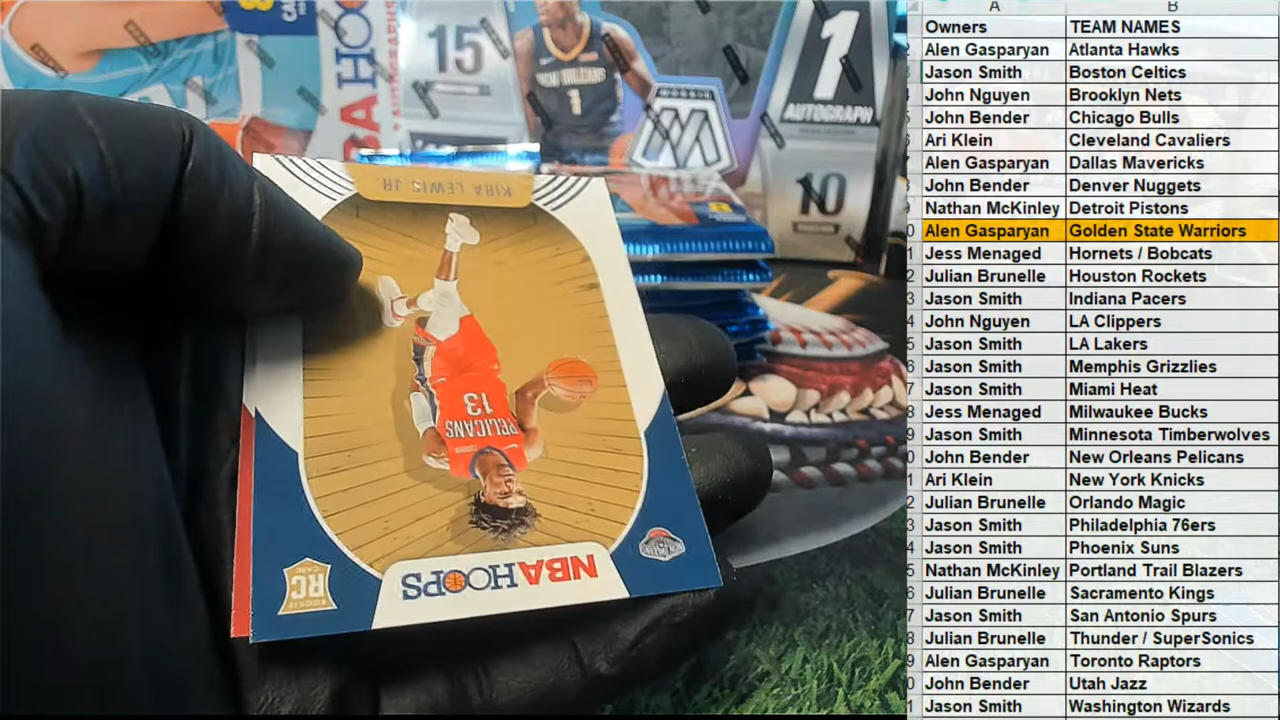 15
NEW ORLEANS
1
MOSAIC
1
AUTOGRAPH
10
KIRA LEWIS JR.
PELICANS
13
NBA HOOPS
ROOKIE
RC
CARD
A B
Owners TEAM NAMES
Alen Gasparyan Atlanta Hawks
Jason Smith Boston Celtics
John Nguyen Brooklyn Nets
John Bender Chicago Bulls
Ari Klein Cleveland Cavaliers
Alen Gasparyan Dallas Mavericks
John Bender Denver Nuggets
Nathan McKinley Detroit Pistons
Alen Gasparyan Golden State Warriors
Jess Menaged Hornets / Bobcats
Julian Brunelle Houston Rockets
Jason Smith Indiana Pacers
John Nguyen LA Clippers
Jason Smith LA Lakers
Jason Smith Memphis Grizzlies
Jason Smith Miami Heat
Jess Menaged Milwaukee Bucks
Jason Smith Minnesota Timberwolves
John Bender New Orleans Pelicans
Ari Klein New York Knicks
Julian Brunelle Orlando Magic
Jason Smith Philadelphia 76ers
Jason Smith Phoenix Suns
Nathan McKinley Portland Trail Blazers
Julian Brunelle Sacramento Kings
Jason Smith San Antonio Spurs
Julian Brunelle Thunder / SuperSonics
Alen Gasparyan Toronto Raptors
John Bender Utah Jazz
Jason Smith Washington Wizards